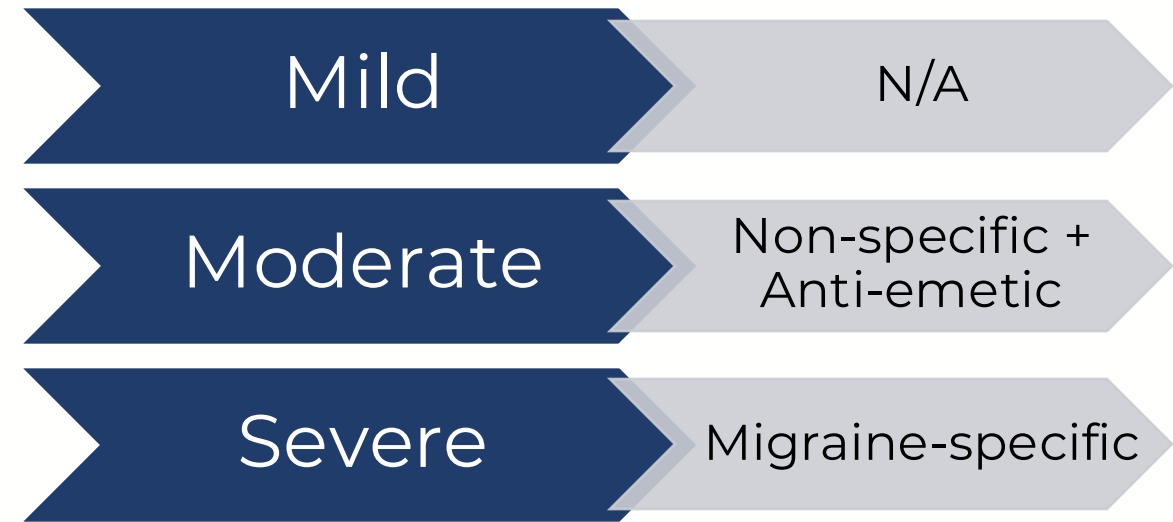 Mild
N/A
Moderate
Non-specific +
Anti-emetic
Severe
Migraine-specific